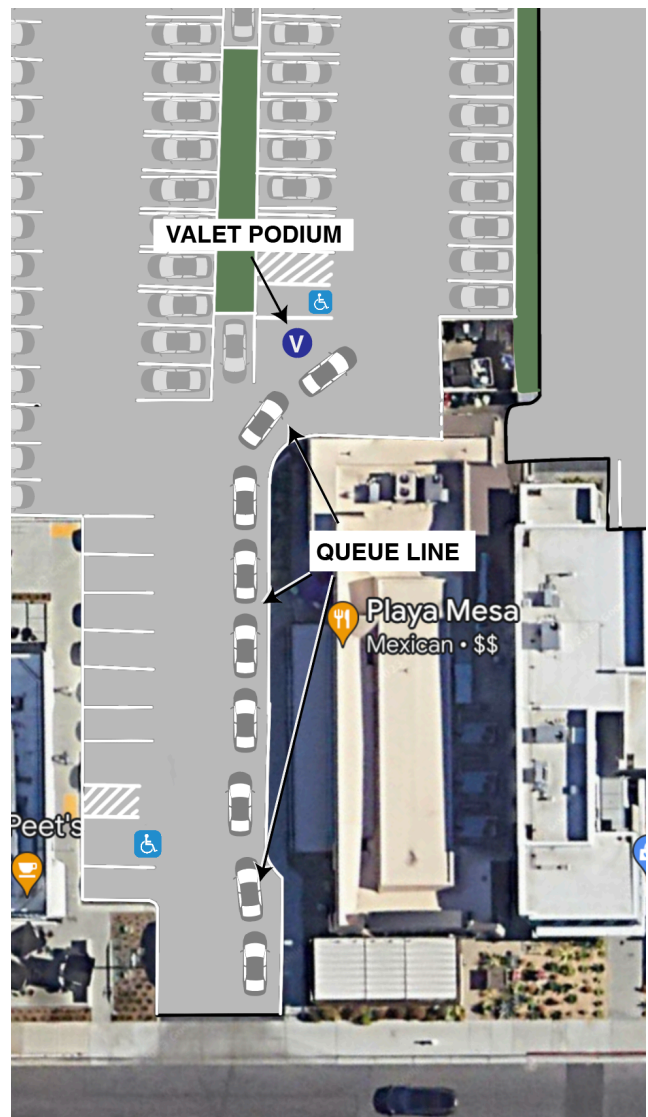 VALET PODIUM
V
QUEUE LINE
Playa Mesa
Mexican • $$
Peet's